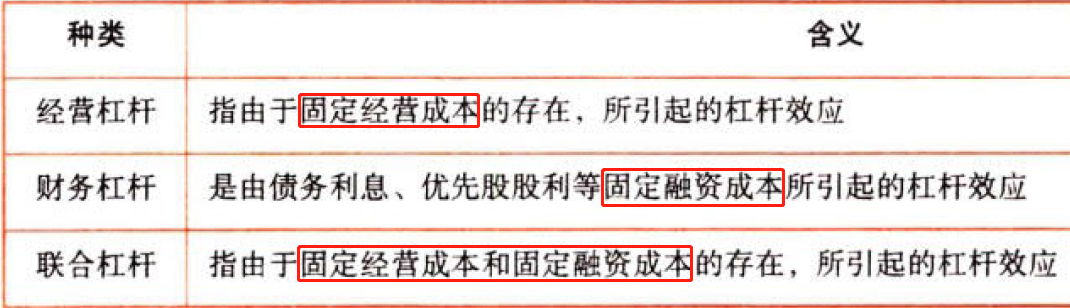 种类 含义
经营杠杆 指由于固定经营成本的存在，所引起的杠杆效应
财务杠杆 是由债务利息、优先股股利等固定融资成本所引起的杠杆效应
联合杠杆 指由于固定经营成本和固定融资成本的存在，所引起的杠杆效应